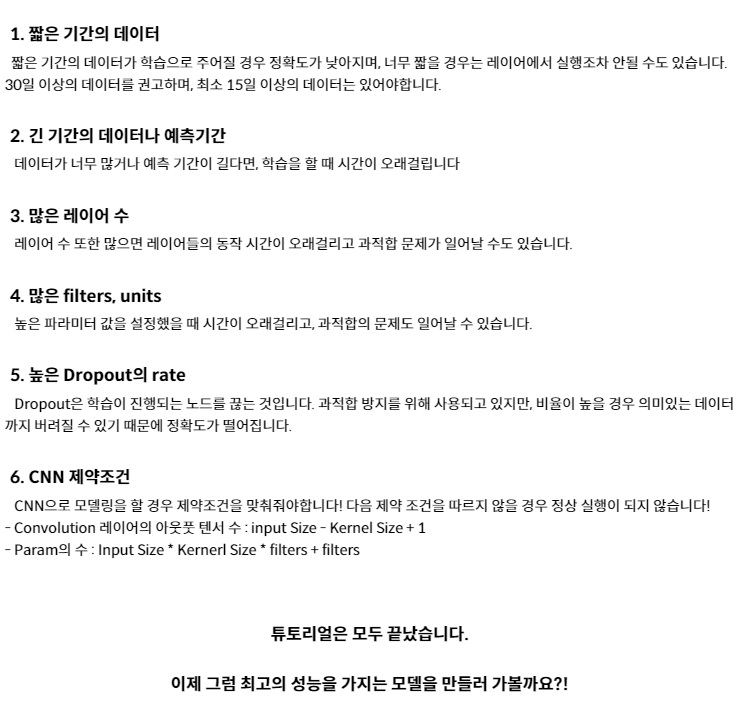 1. 짧은 기간의 데이터
짧은 기간의 데이터가 학습으로 주어질 경우 정확도가 낮아지며, 너무 짧을 경우는 레이어에서 실행조차 안될 수도 있습니다.
30일 이상의 데이터를 권고하며, 최소 15일 이상의 데이터는 있어야합니다.
2. 긴 기간의 데이터나 예측기간
데이터가 너무 많거나 예측 기간이 길다면, 학습을 할 때 시간이 오래걸립니다
3. 많은 레이어 수
레이어 수 또한 많으면 레이어들의 동작 시간이 오래걸리고 과적합 문제가 일어날 수도 있습니다.
4. 많은 filters, units
높은 파라미터 값을 설정했을 때 시간이 오래걸리고, 과적합의 문제도 일어날 수 있습니다.
5. 높은 Dropout의 rate
Dropout은 학습이 진행되는 노드를 끊는 것입니다. 과적합 방지를 위해 사용되고 있지만, 비율이 높을 경우 의미있는 데이터
까지 버려질 수 있기 때문에 정확도가 떨어집니다.
6. CNN 제약조건
CNN으로 모델링을 할 경우 제약조건을 맞춰줘야합니다! 다음 제약 조건을 따르지 않을 경우 정상 실행이 되지 않습니다!
- Convolution 레이어의 아웃풋 텐서 수 : input Size - Kernel Size + 1
- Param의 수 : Input Size * Kernerl Size * filters + filters
튜토리얼은 모두 끝났습니다.
이제 그럼 최고의 성능을 가지는 모델을 만들러 가볼까요?!